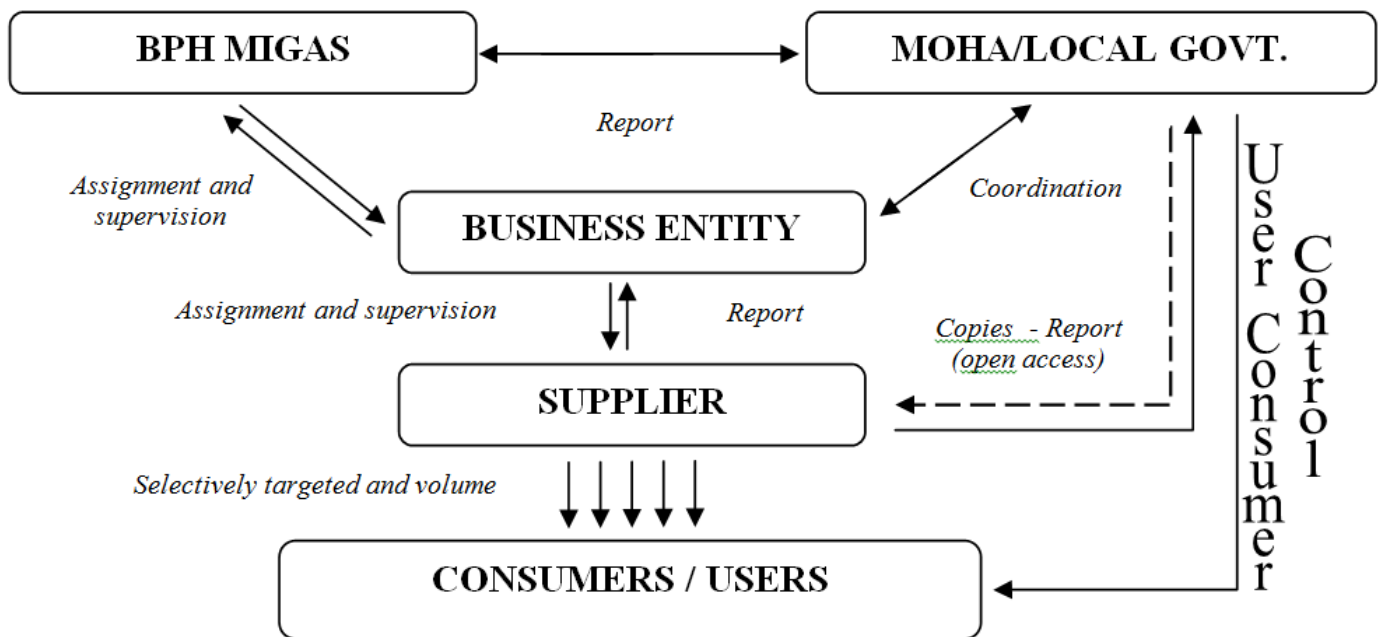 BPH MIGAS
MOHA/LOCAL GOVT.
Report
Assignment and
supervision
Coordination
BUSINESS ENTITY
Assignment and supervision
Report
Copies - Report
(open access)
SUPPLIER
Selectively targeted and volume
CONSUMERS / USERS
User Consumer
Control